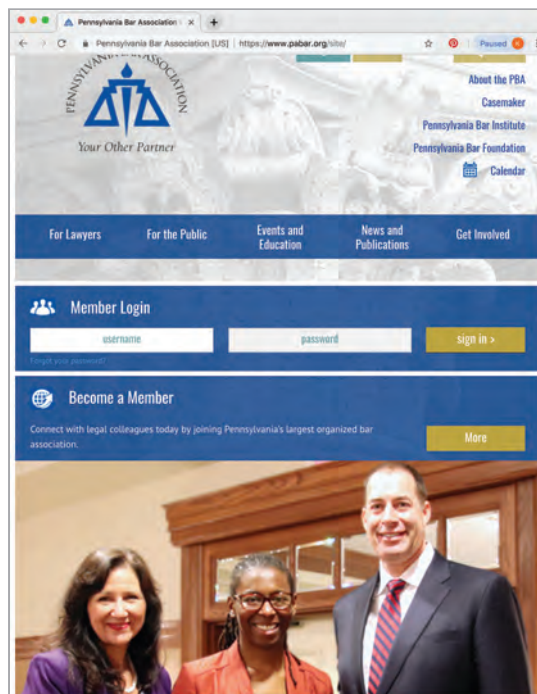 Pennsylvania Bar Association
Pennsylvania Bar Association [US] | https://www.pabar.org/site/
Paused
PENNSYLVANIA BAR ASSOCIATION
Your Other Partner
About the PBA
Casemaker
Pennsylvania Bar Institute
Pennsylvania Bar Foundation
Calendar
For Lawyers
For the Public
Events and
Education
News and
Publications
Get Involved
Member Login
username
password
sign in >
Forgot your password?
Become a Member
Connect with legal colleagues today by joining Pennsylvania's largest organized bar
association.
More